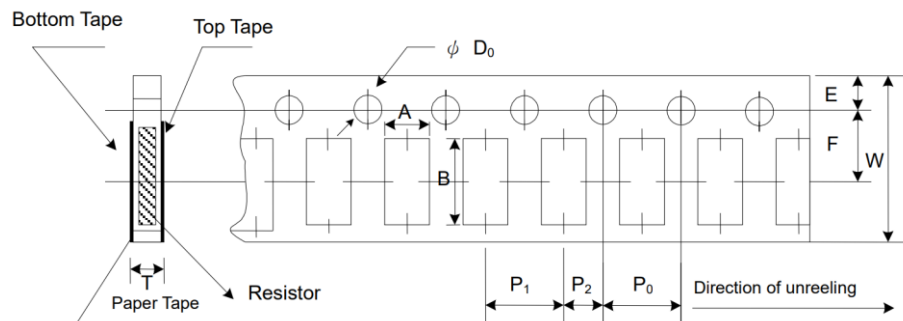 Bottom Tape
Top Tape
ϕ D₀
A
E
B
F
W
T
Paper Tape
Resistor
P₁
P₂
P₀
Direction of unreeling